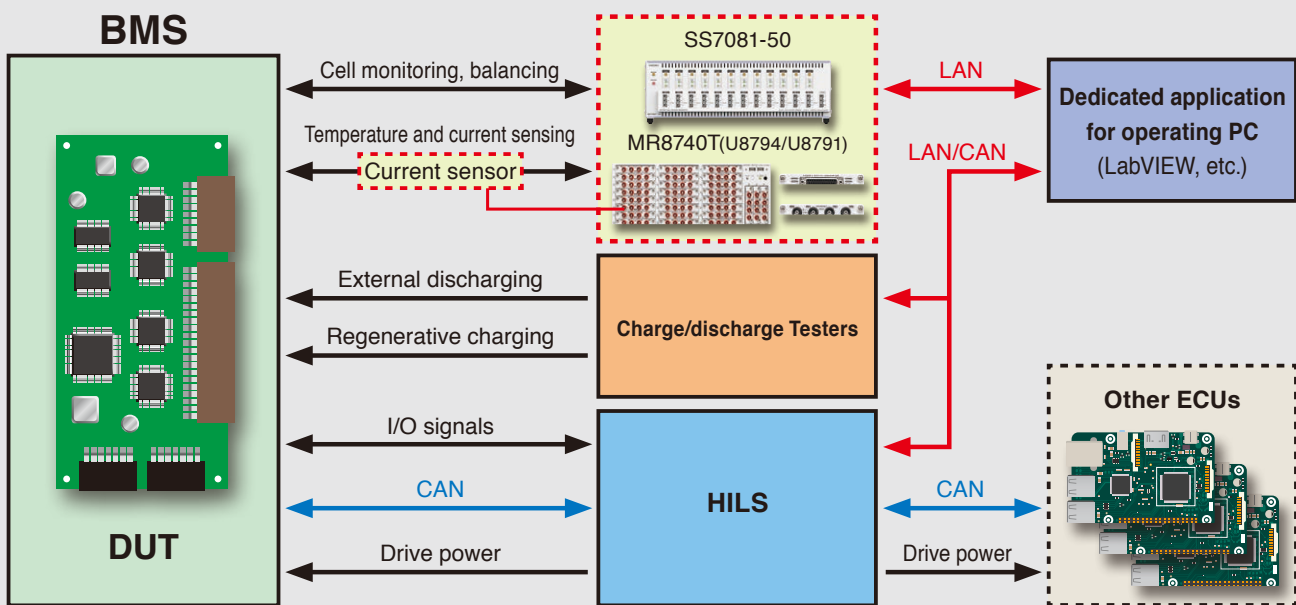 BMS
DUT
Cell monitoring, balancing
Temperature and current sensing
Current sensor
SS7081-50
MR8740T(U8794/U8791)
LAN
LAN/CAN
Dedicated application
for operating PC
(LabVIEW, etc.)
External discharging
Regenerative charging
Charge/discharge Testers
I/O signals
CAN
Drive power
HILS
CAN
Drive power
Other ECUs